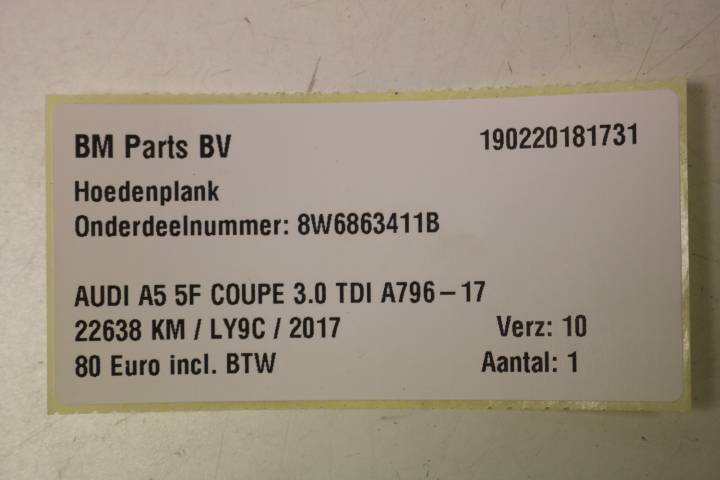 BM Parts BV 190220181731
Hoedenplank
Onderdeelnummer: 8W6863411B
AUDI A5 5F COUPE 3.0 TDI A796-17
22638 KM / LY9C / 2017 Verz: 10
80 Euro incl. BTW Aantal: 1